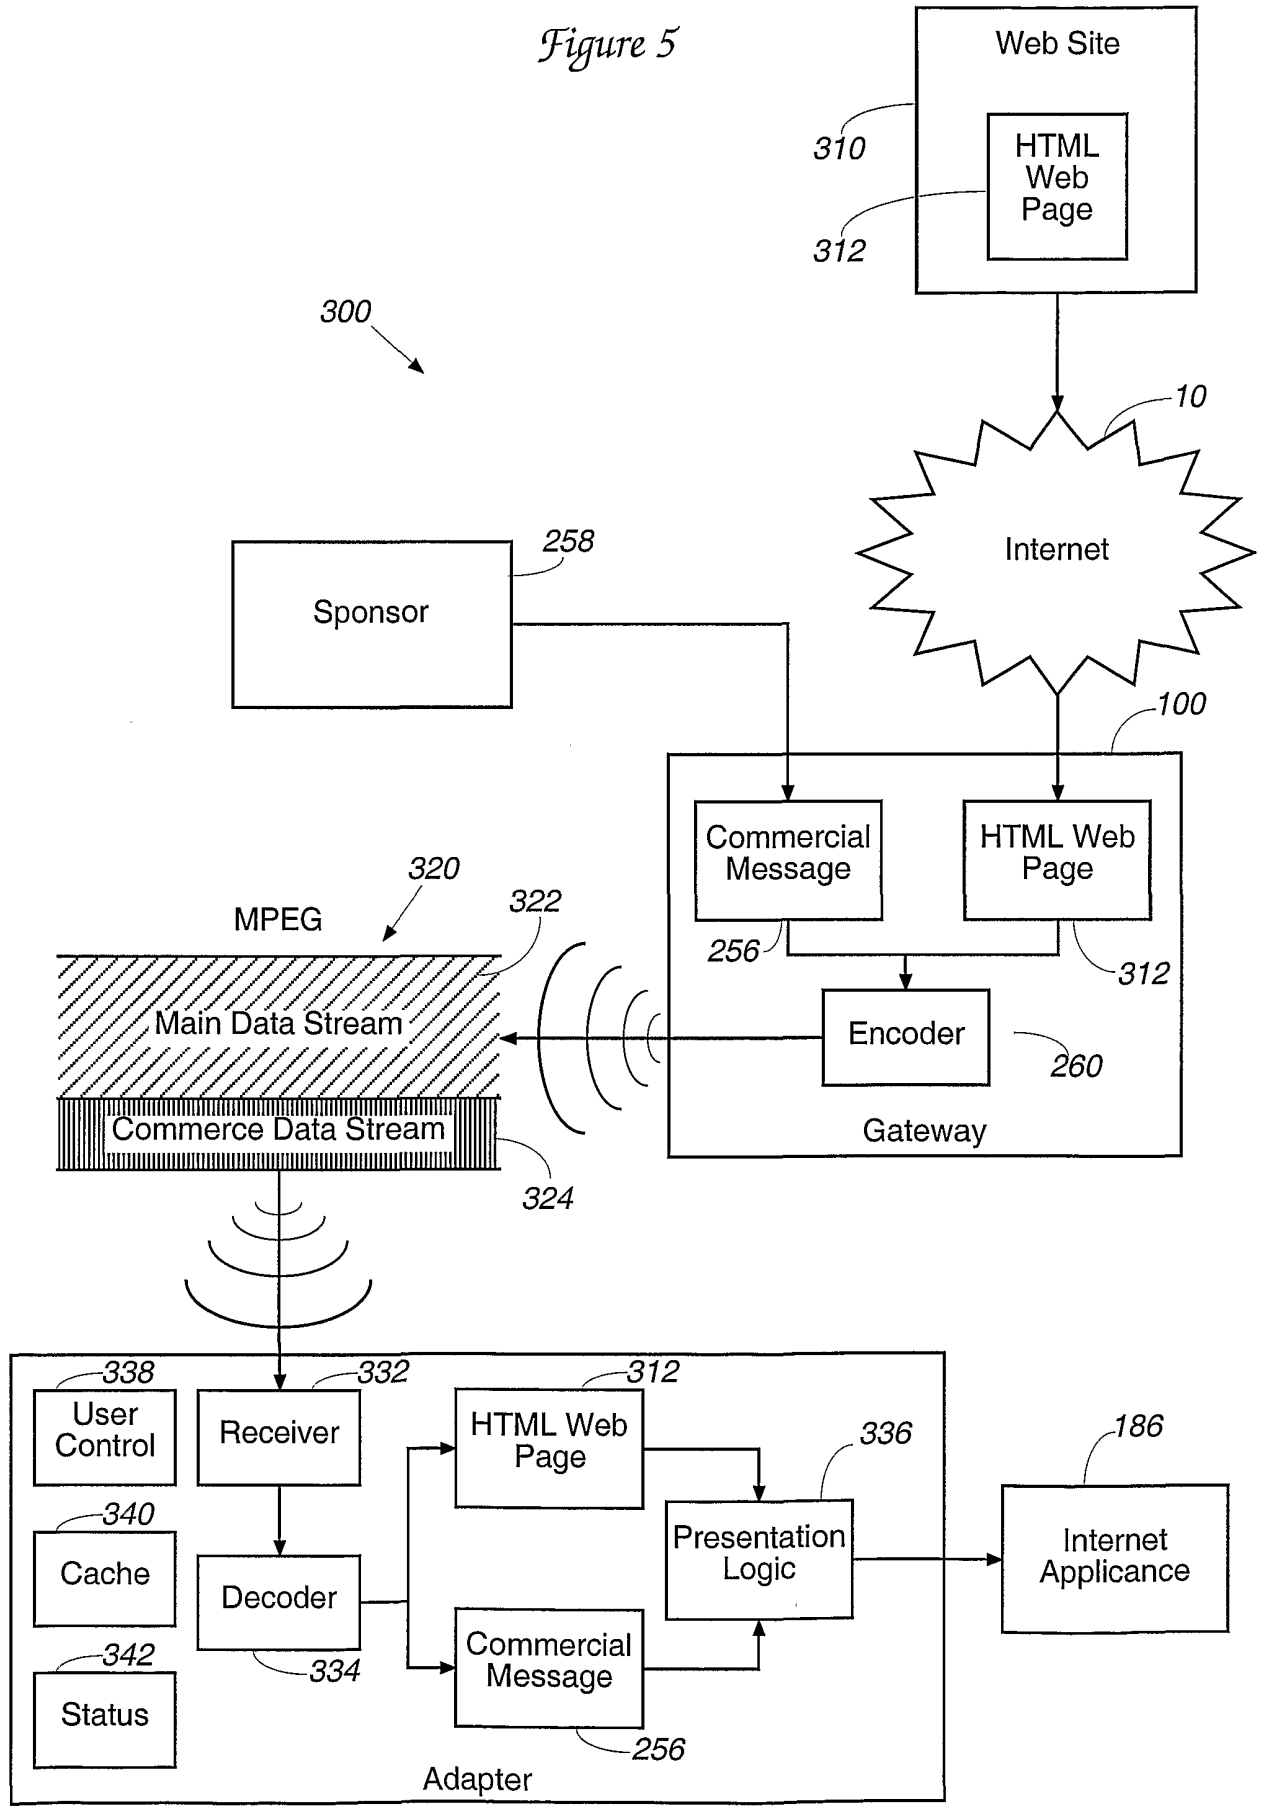 Figure 5
Web Site
310
HTML
Web
Page
312
300
10
Internet
258
Sponsor
100
Commercial
Message
HTML Web
Page
256
312
Encoder
260
Gateway
320
322
MPEG
Main Data Stream
Commerce Data Stream
324
338
User
Control
332
Receiver
312
HTML Web
Page
336
Presentation
Logic
186
Internet
Applicance
340
Cache
Decoder
334
Commercial
Message
256
342
Status
Adapter